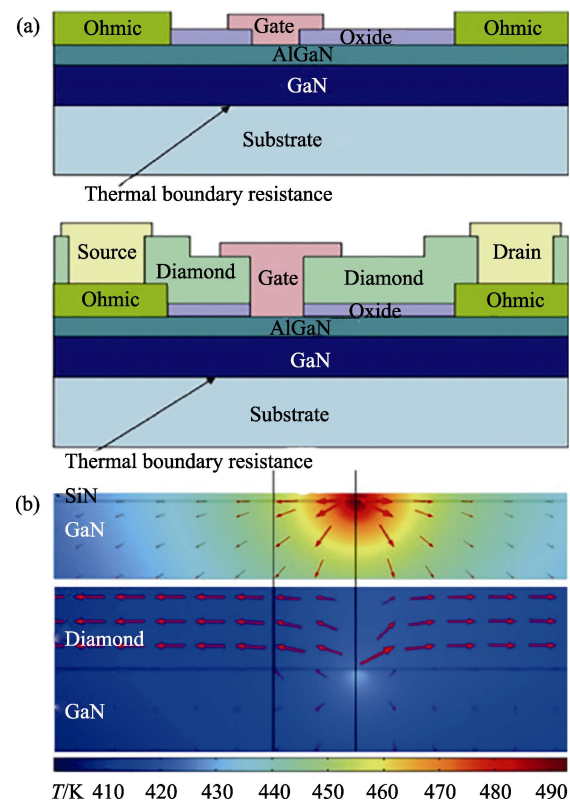 (a)
Ohmic Gate Oxide Ohmic
AlGaN
GaN
Substrate
Thermal boundary resistance
Source Diamond Gate Diamond Drain
Ohmic Oxide Ohmic
AlGaN
GaN
Substrate
Thermal boundary resistance
(b)
SiN
GaN
Diamond
GaN
T/K 410 420 430 440 450 460 470 480 490